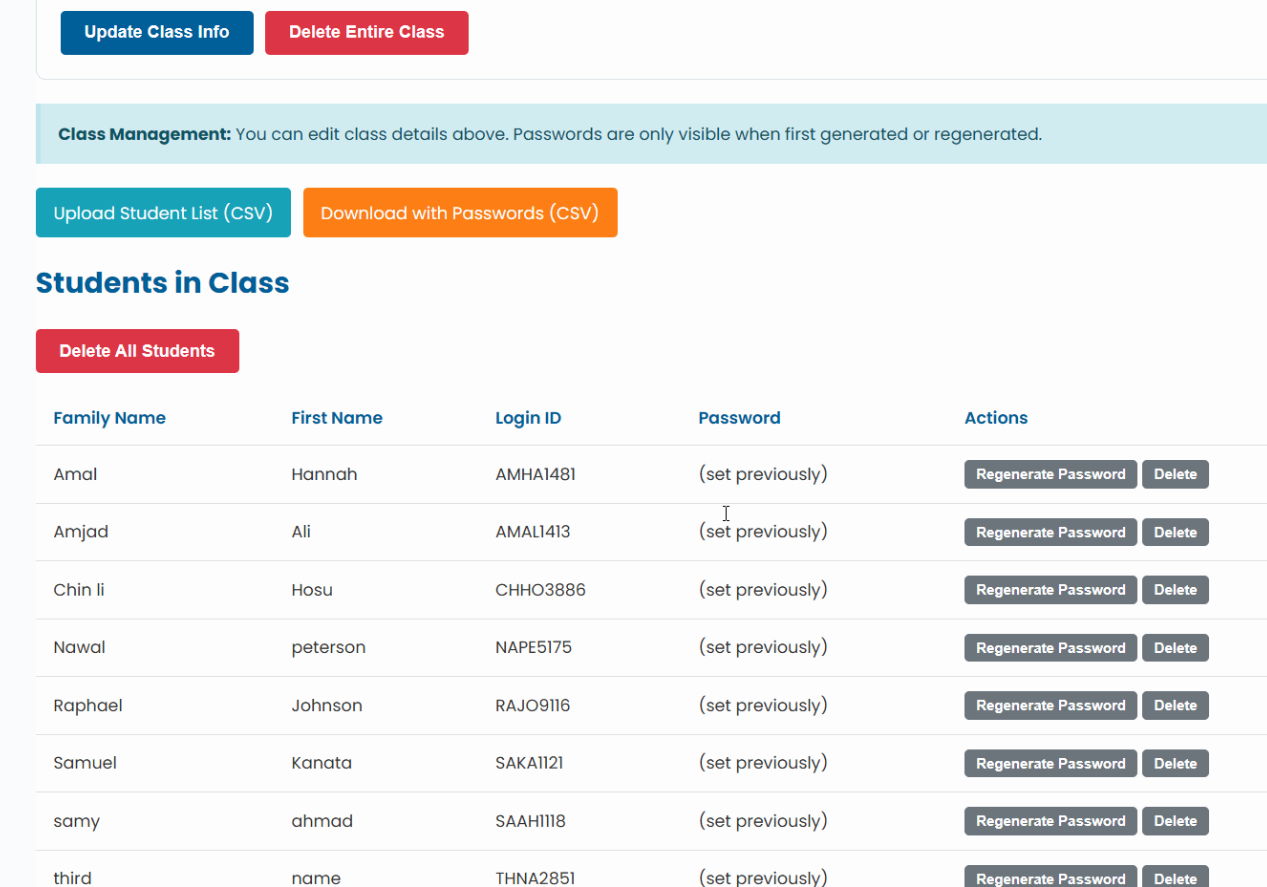 Update Class Info Delete Entire Class
Class Management: You can edit class details above. Passwords are only visible when first generated or regenerated.
Upload Student List (CSV) Download with Passwords (CSV)
Students in Class
Delete All Students
Family Name First Name Login ID Password Actions
Amal Hannah AMHA1481 (set previously) Regenerate Password Delete
Amjad Ali AMAL1413 (set previously) Regenerate Password Delete
Chin li Hosu CHHO3886 (set previously) Regenerate Password Delete
Nawal peterson NAPE5175 (set previously) Regenerate Password Delete
Raphael Johnson RAJO9116 (set previously) Regenerate Password Delete
Samuel Kanata SAKA1121 (set previously) Regenerate Password Delete
samy ahmad SAAH1118 (set previously) Regenerate Password Delete
third name THNA2851 (set previously) Regenerate Password Delete